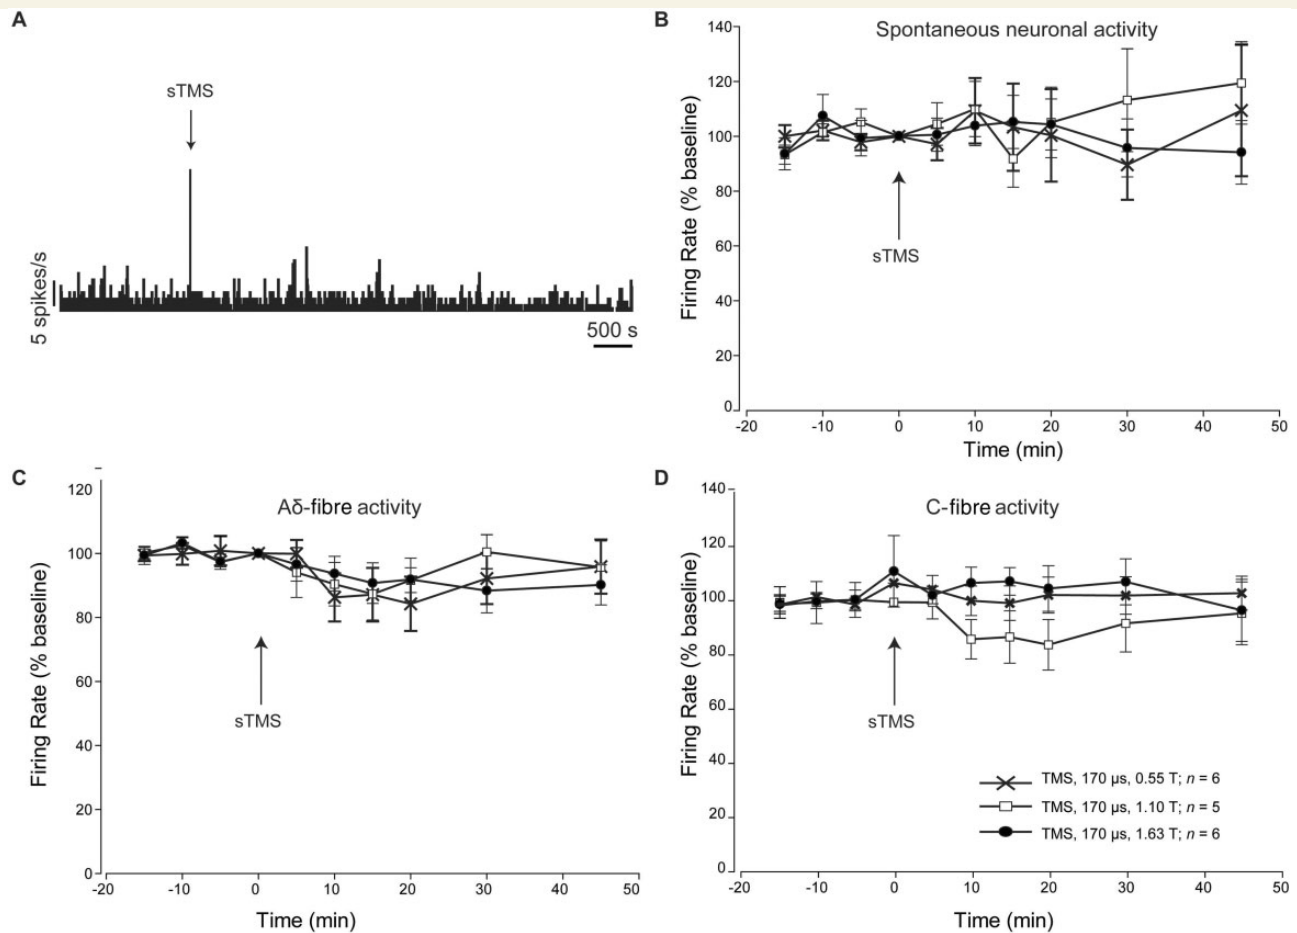 A
sTMS
5 spikes/s
500 s
B
Spontaneous neuronal activity
Firing Rate (% baseline)
140
120
100
80
60
40
20
0
sTMS
-20 -10 0 10 20 30 40 50
Time (min)
C
Aδ-fibre activity
Firing Rate (% baseline)
120
100
80
60
40
20
0
sTMS
-20 -10 0 10 20 30 40 50
Time (min)
D
C-fibre activity
Firing Rate (% baseline)
140
120
100
80
60
40
20
0
sTMS
TMS, 170 µs, 0.55 T; n = 6
TMS, 170 µs, 1.10 T; n = 5
TMS, 170 µs, 1.63 T; n = 6
-20 -10 0 10 20 30 40 50
Time (min)